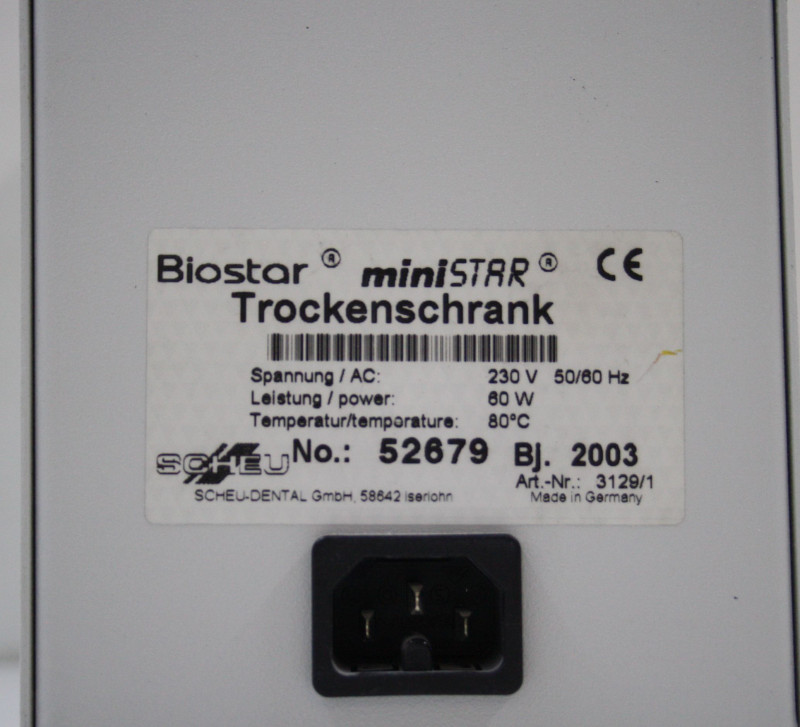 Biostar ® miniSTAR ® CE
Trockenschrank
Spannung / AC: 230 V 50/60 Hz
Leistung / power: 60 W
Temperatur/temperature: 80°C
SCHEU No.: 52679 Bj. 2003
Art.-Nr.: 3129/1
SCHEU-DENTAL GmbH, 58642 Iserlohn Made in Germany